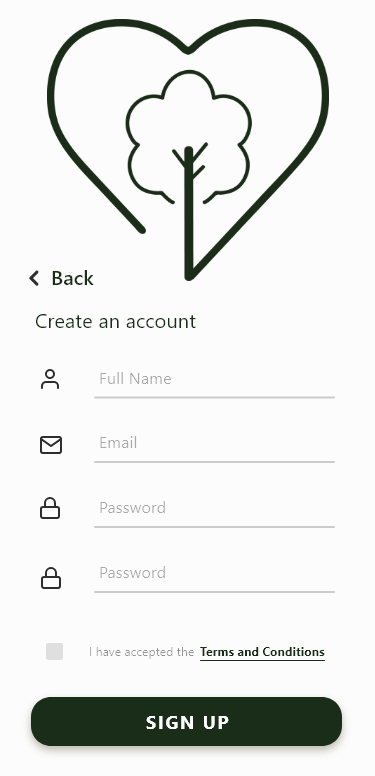 Back
Create an account
Full Name
Email
Password
Password
I have accepted the Terms and Conditions
SIGN UP